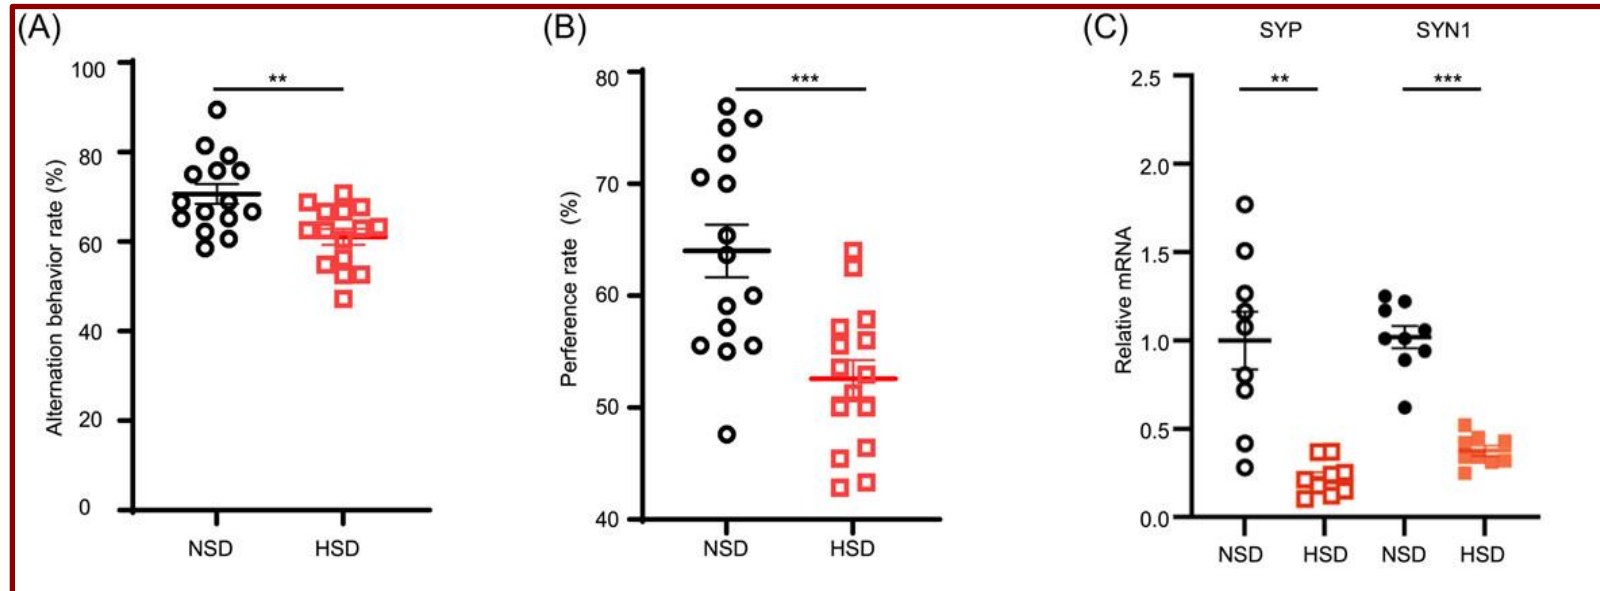 (A)
**
100
80
60
40
20
0
Alternation behavior rate (%)
NSD
HSD
(B)
***
80
70
60
50
40
Perference rate (%)
NSD
HSD
(C)
SYP
SYN1
**
***
2.5
2.0
1.5
1.0
0.5
0.0
Relative mRNA
NSD
HSD
NSD
HSD